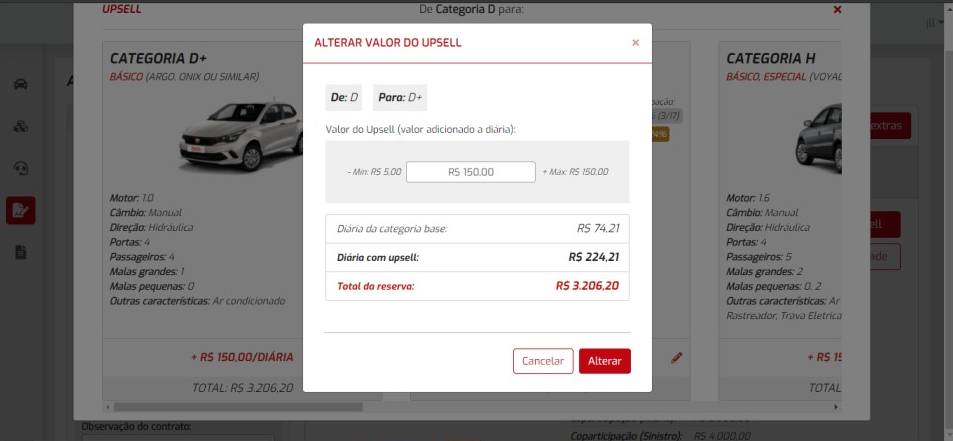 UPSELL
De Categoria D para:
jll
ALTERAR VALOR DO UPSELL
De: D
Para: D+
Valor do Upsell (valor adicionado a diária):
- Mín: R$ 5,00
R$ 150,00
+ Máx: R$ 150,00
Diária da categoria base:
R$ 74,21
Diária com upsell:
R$ 224,21
Total da reserva:
R$ 3.206,20
Cancelar
Alterar
CATEGORIA D+
BÁSICO (ARGO, ONIX OU SIMILAR)
Motor: 1.0
Câmbio: Manual
Direção: Hidráulica
Portas: 4
Passageiros: 4
Malas grandes: 1
Malas pequenas: 0
Outras características: Ar condicionado
+ R$ 150,00/DIÁRIA
TOTAL: R$ 3.206,20
(3/17)
CATEGORIA H
BÁSICO, ESPECIAL (VOYAG
Motor: 1.6
Câmbio: Manual
Direção: Hidráulica
Portas: 4
Passageiros: 5
Malas grandes: 2
Malas pequenas: 0, 2
Outras características: Ar
Rastreador, Trava Eletrica
+ R$ 15
TOTAL
extras
Observação do contrato:
Coparticipação (Sinistro): R$ 4.000,00